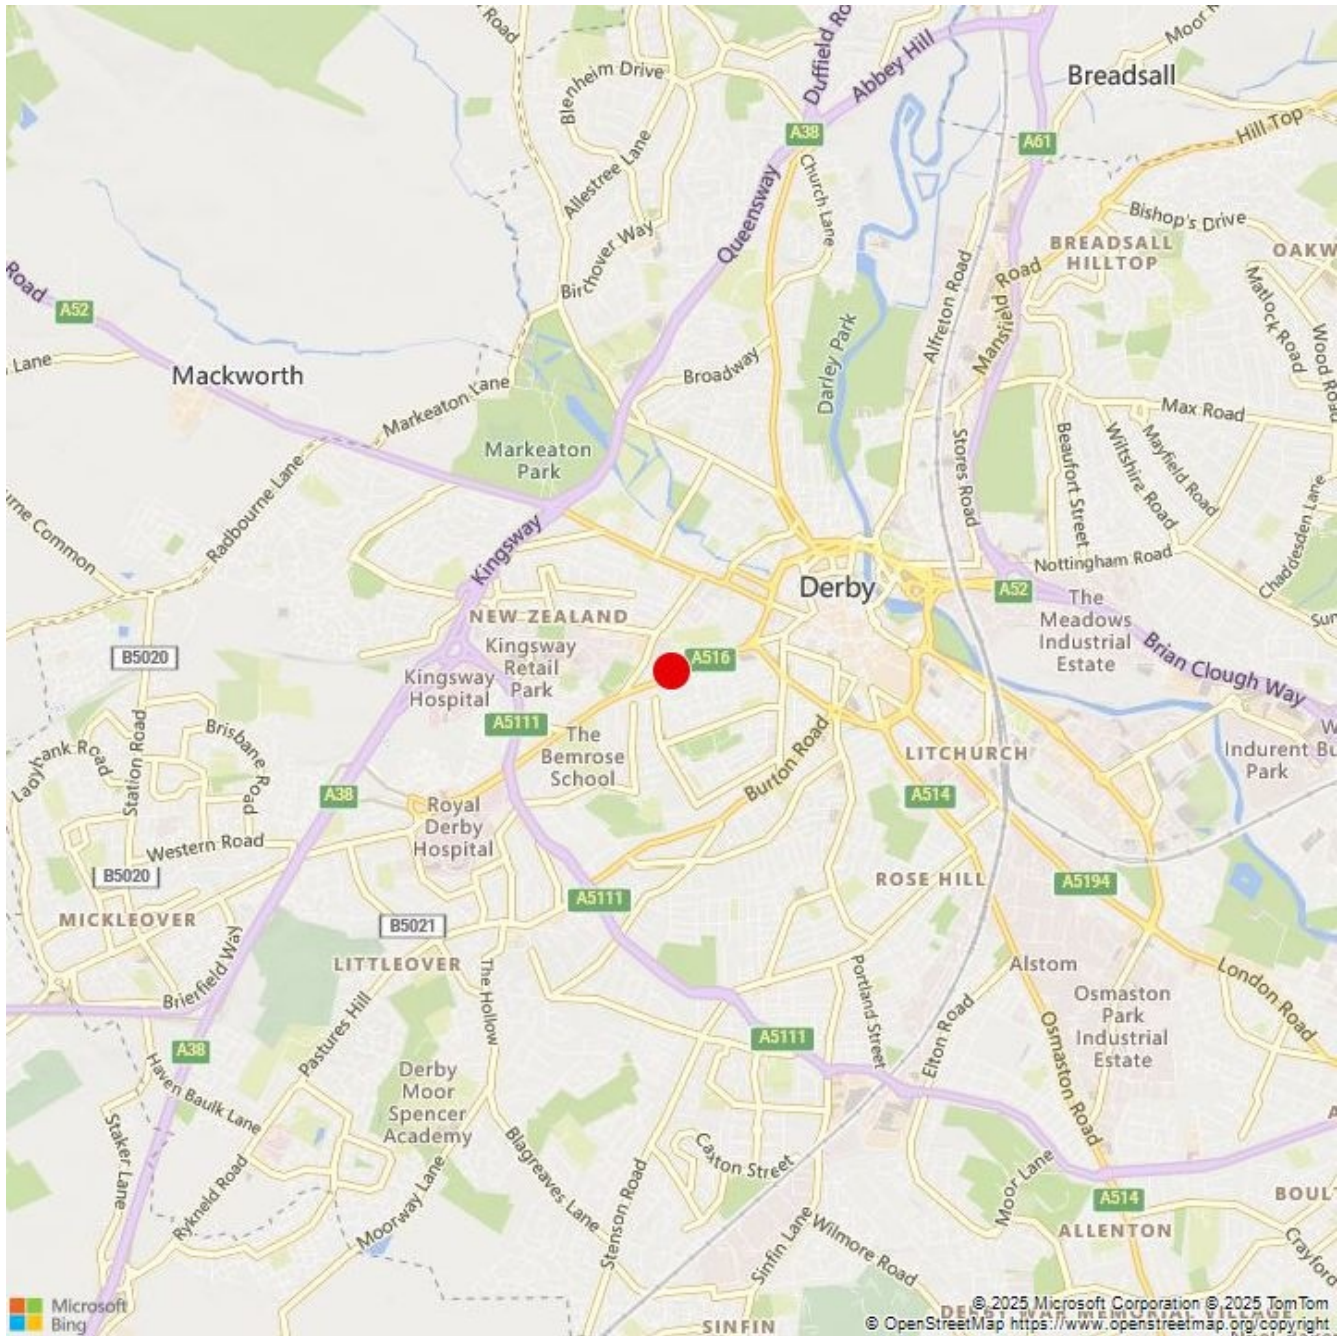 Road
Blenheim Drive
Duffield Ro
Abbey Hill
Moor R
Breadsall
A38
A61
Hill Top
Allestree Lane
Church Lane
Queensway
Bishop's Drive
Birchover Way
BREADSALL
HILLTOP
OAKW
Road
A52
Alfreton Road
Mansfield Road
Matlock Road
Wood Road
Lane
Mackworth
Broadway
Darley Park
Markeaton Lane
Max Road
Markeaton
Park
Stores Road
Beaufort Street
Wiltshire Road
Mayfield Road
Radbourne Lane
urne Common
Kingsway
Chaddesden Lane
Nottingham Road
Derby
A52
The
Meadows
Industrial
Estate
Sun
NEW ZEALAND
B5020
Kingsway
Retail
Park
A516
Kingsway
Hospital
Brian Clough Way
A5111
Station Road
Brisbane Road
Ladybank Road
The
Bemrose
School
Burton Road
LITCHURCH
W
Indurent Bu
Park
A38
A514
Royal
Derby
Hospital
Western Road
B5020
ROSE HILL
A5194
A5111
MICKLEOVER
B5021
LITTLEOVER
Brierfield Way
The Hollow
Portland Street
Alstom
London Road
Pastures Hill
Osmaston
Park
Industrial
Estate
Elton Road
Osmaston Road
A38
A5111
Haven Baulk Lane
Derby
Moor
Spencer
Academy
Staker Lane
Blagreaves Lane
Caxton Street
A
Rykneld Road
Moorway Lane
Stenson Road
Moor Lane
A514
BOUL
ALLENTON
Sinfin Lane
Wilmore Road
Crayford
Microsoft
Bing
DERBY WAR MEMORIAL VILLAGE
© 2025 Microsoft Corporation © 2025 TomTom
SINFIN
© OpenStreetMap https://www.openstreetmap.org/copyright